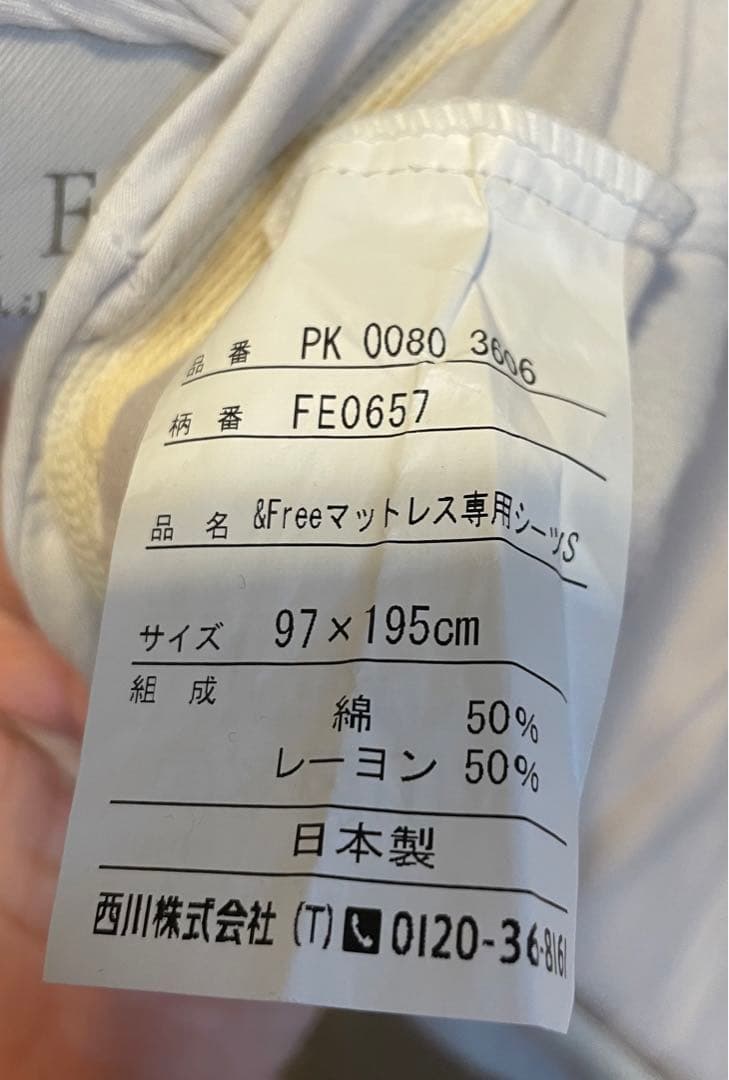 品番 PK 0080 3606
柄番 FE0657
品名 &Freeマットレス専用シーツS
サイズ 97×195cm
組成
綿 50%
レーヨン 50%
日本製
西川株式会社 (T) 0120-36-8161
F